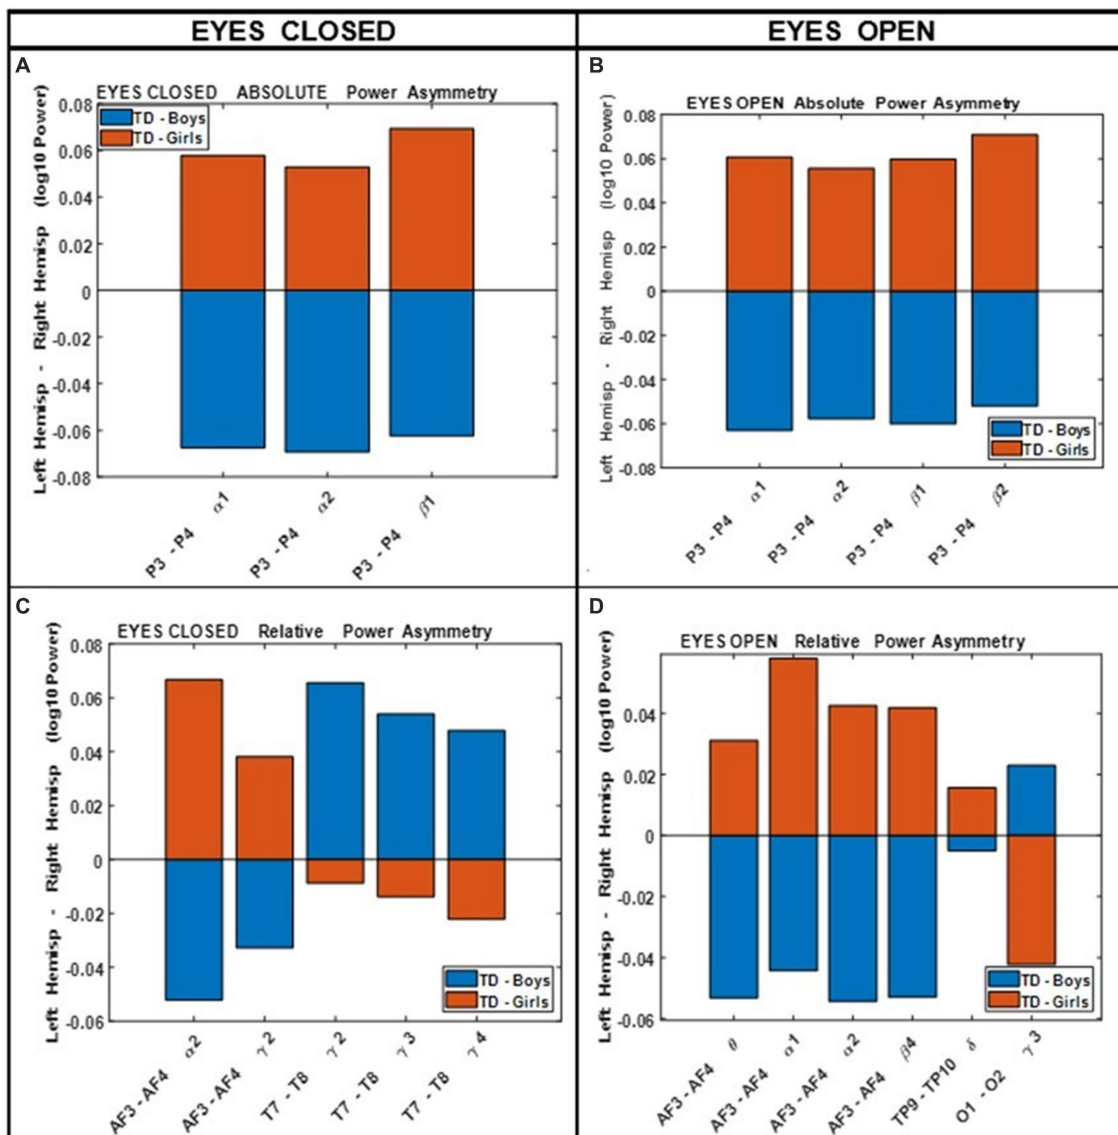 EYES CLOSED
EYES OPEN
A
EYES CLOSED ABSOLUTE Power Asymmetry
TD - Boys
TD - Girls
Left Hemisp - Right Hemisp (log10 Power)
0.08
0.06
0.04
0.02
0
-0.02
-0.04
-0.06
-0.08
P3 - P4 α1
P3 - P4 α2
P3 - P4 β1
B
EYES OPEN Absolute Power Asymmetry
Left Hemisp - Right Hemisp (log10 Power)
0.08
0.06
0.04
0.02
0
-0.02
-0.04
-0.06
-0.08
TD - Boys
TD - Girls
P3 - P4 α1
P3 - P4 α2
P3 - P4 β1
P3 - P4 β2
C
EYES CLOSED Relative Power Asymmetry
Left Hemisp - Right Hemisp (log10 Power)
0.08
0.06
0.04
0.02
0
-0.02
-0.04
-0.06
TD - Boys
TD - Girls
AF3 - AF4 α2
AF3 - AF4 γ2
T7 - T8 γ2
T7 - T8 γ3
T7 - T8 γ4
D
EYES OPEN Relative Power Asymmetry
Left Hemisp - Right Hemisp (log10 Power)
0.04
0.02
0
-0.02
-0.04
-0.06
TD - Boys
TD - Girls
AF3 - AF4 θ
AF3 - AF4 α1
AF3 - AF4 α2
AF3 - AF4 β4
TP9 - TP10 δ
O1 - O2 γ3